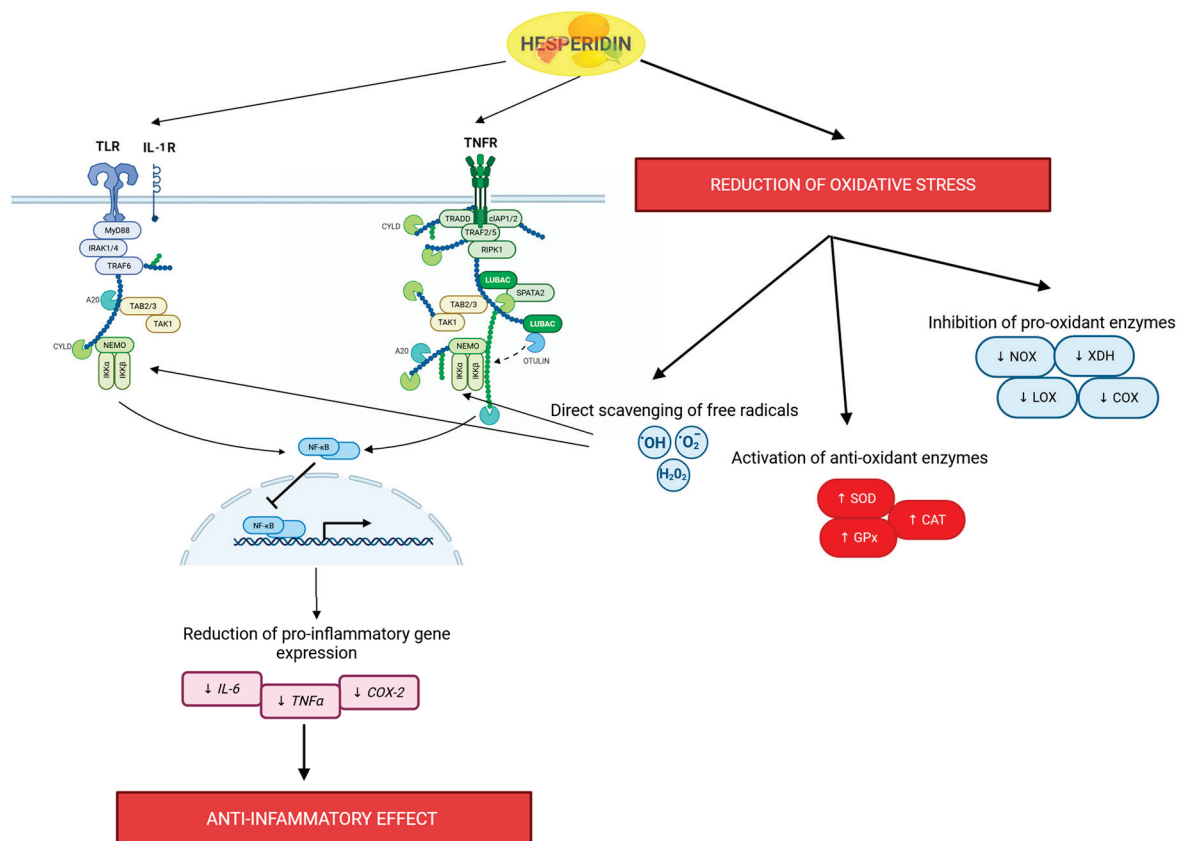 HESPERIDIN
TLR
IL-1R
TNFR
REDUCTION OF OXIDATIVE STRESS
MyD88
IRAK1/4
TRAF6
A20
TAB2/3
TAK1
CYLD
NEMO
IKKα
IKKβ
CYLD
TRADD
cIAP1/2
TRAF2/5
RIPK1
LUBAC
SPATA2
TAB2/3
TAK1
LUBAC
OTULIN
A20
NEMO
IKKα
IKKβ
Inhibition of pro-oxidant enzymes
↓ NOX
↓ XDH
↓ LOX
↓ COX
Direct scavenging of free radicals
•OH
•O₂⁻
H₂O₂
Activation of anti-oxidant enzymes
↑ SOD
↑ CAT
↑ GPx
NF-κB
NF-κB
Reduction of pro-inflammatory gene
expression
↓ IL-6
↓ TNFα
↓ COX-2
ANTI-INFAMMATORY EFFECT